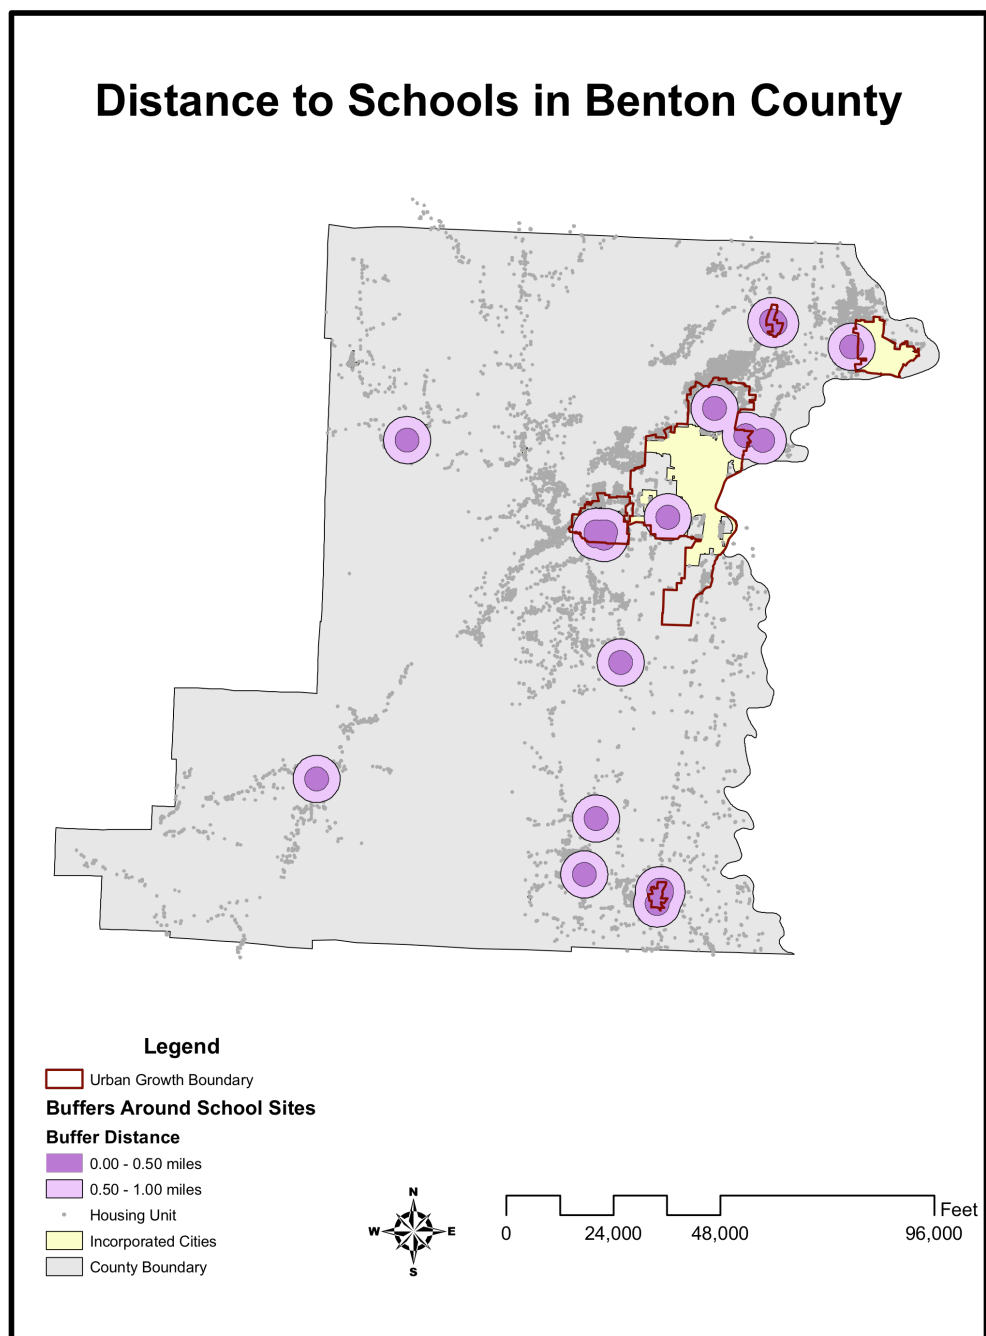 Distance to Schools in Benton County
Legend
Urban Growth Boundary
Buffers Around School Sites
Buffer Distance
0.00 - 0.50 miles
0.50 - 1.00 miles
Housing Unit
Incorporated Cities
County Boundary
N
W E
S
Feet
0 24,000 48,000 96,000